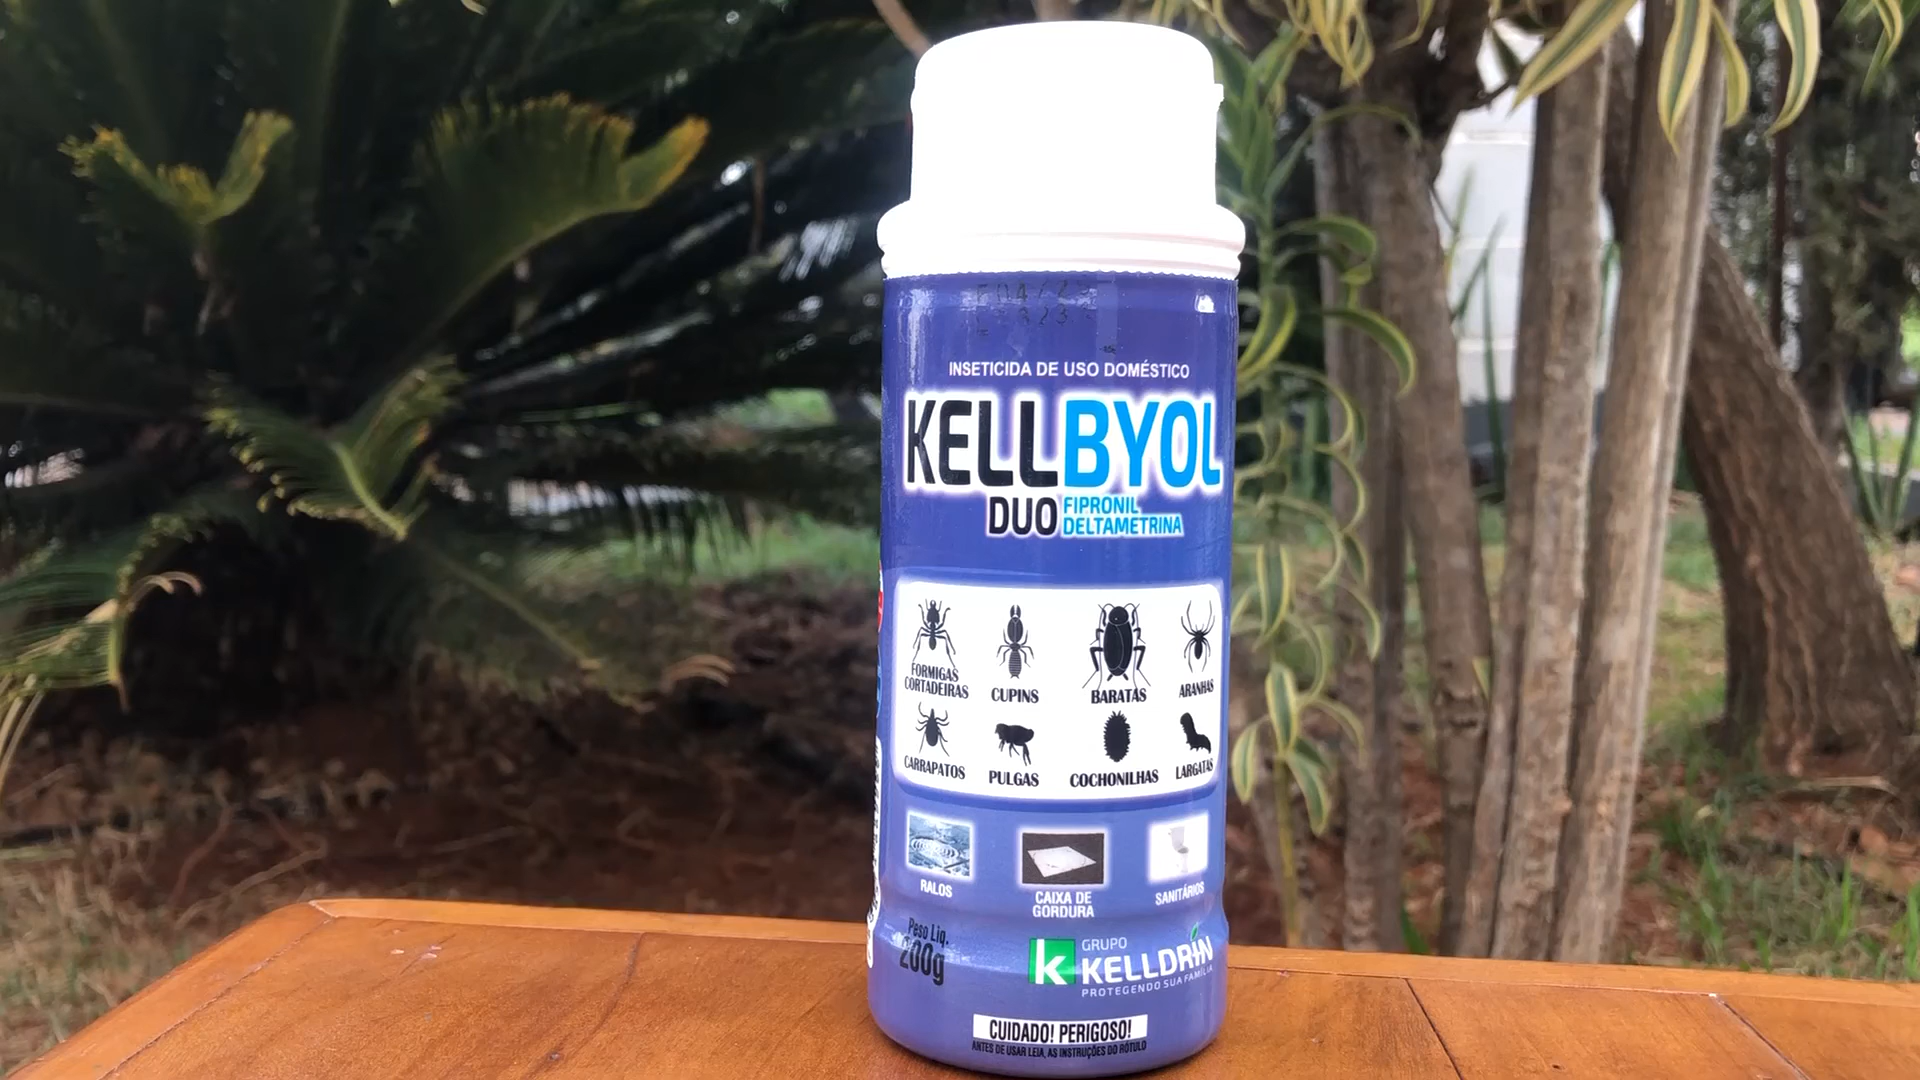 INSETICIDA DE USO DOMÉSTICO
KELLBYOL
DUO
FIPRONIL
DELTAMETRINA
FORMIGAS
CORTADEIRAS
CUPINS
BARATAS
ARANHAS
CARRAPATOS
PULGAS
COCHONILHAS
LARGATAS
RALOS
CAIXA DE
GORDURA
SANITÁRIOS
Peso Liq.
200g
K
GRUPO
KELLDRIN
PROTEGENDO SUA FAMÍLIA
CUIDADO! PERIGOSO!
ANTES DE USAR LEIA, AS INSTRUÇÕES DO RÓTULO